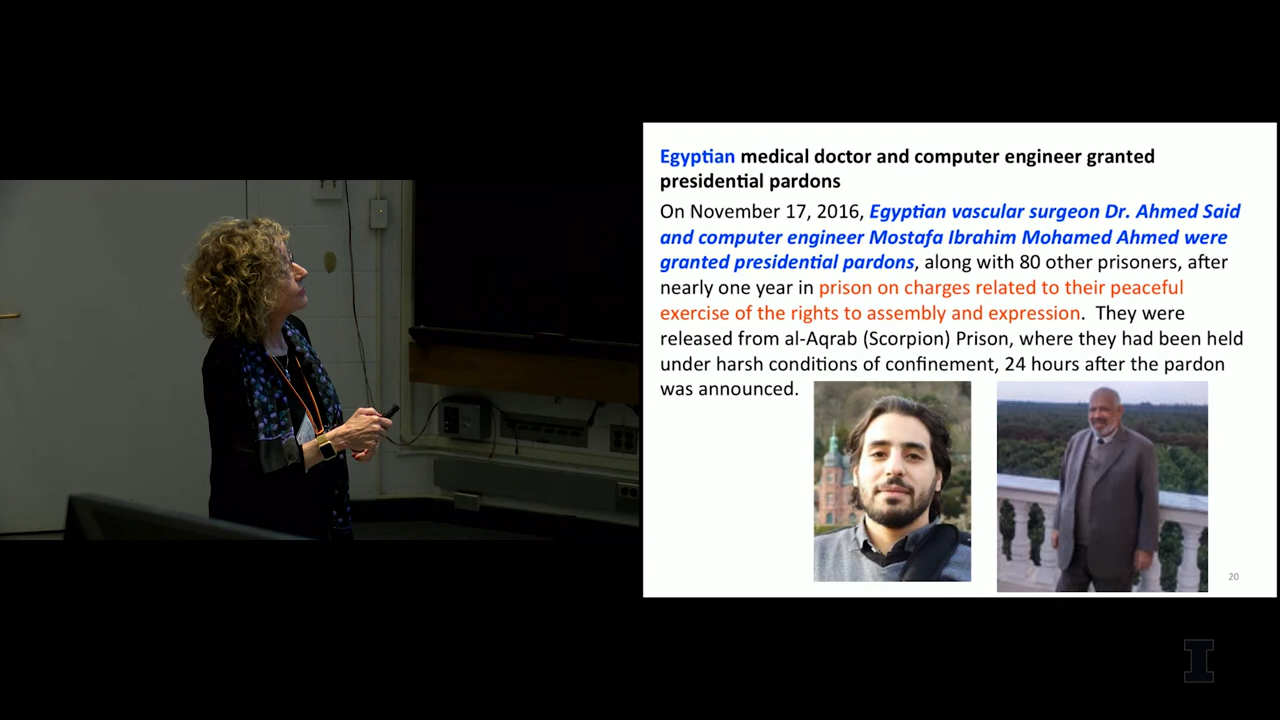 Egyptian medical doctor and computer engineer granted
presidential pardons
On November 17, 2016, Egyptian vascular surgeon Dr. Ahmed Said
and computer engineer Mostafa Ibrahim Mohamed Ahmed were
granted presidential pardons, along with 80 other prisoners, after
nearly one year in prison on charges related to their peaceful
exercise of the rights to assembly and expression. They were
released from al-Aqrab (Scorpion) Prison, where they had been held
under harsh conditions of confinement, 24 hours after the pardon
was announced.
20
I